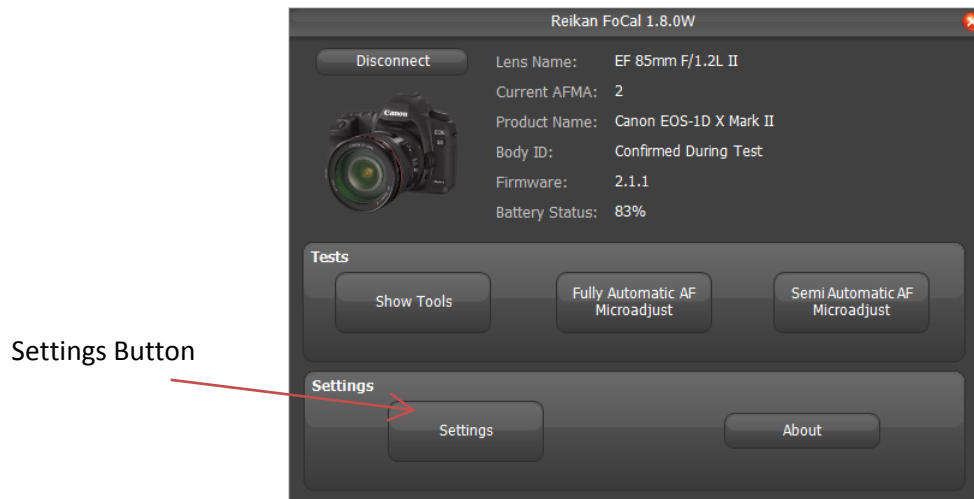 Reikan FoCal 1.8.0W
Disconnect
Lens Name: EF 85mm F/1.2L II
Current AFMA: 2
Product Name: Canon EOS-1D X Mark II
Body ID: Confirmed During Test
Firmware: 2.1.1
Battery Status: 83%
Canon
Tests
Show Tools
Fully Automatic AF
Microadjust
Semi Automatic AF
Microadjust
Settings Button
Settings
Settings
About